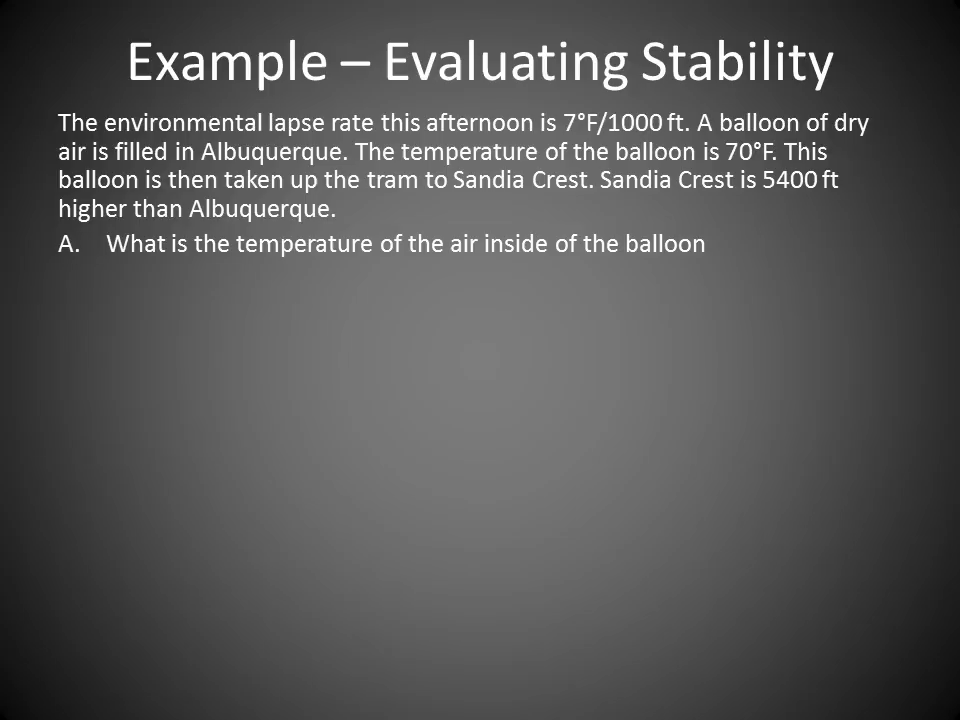 Example – Evaluating Stability
The environmental lapse rate this afternoon is 7°F/1000 ft. A balloon of dry
air is filled in Albuquerque. The temperature of the balloon is 70°F. This
balloon is then taken up the tram to Sandia Crest. Sandia Crest is 5400 ft
higher than Albuquerque.
A. What is the temperature of the air inside of the balloon